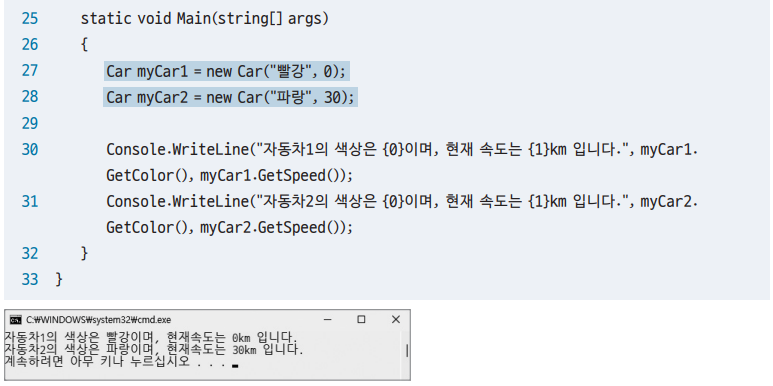 25 static void Main(string[] args)
26 {
27 Car myCar1 = new Car("빨강", 0);
28 Car myCar2 = new Car("파랑", 30);
29
30 Console.WriteLine("자동차1의 색상은 {0}이며, 현재 속도는 {1}km 입니다.", myCar1.
GetColor(), myCar1.GetSpeed());
31 Console.WriteLine("자동차2의 색상은 {0}이며, 현재 속도는 {1}km 입니다.", myCar2.
GetColor(), myCar2.GetSpeed());
32 }
33 }
C:₩WINDOWS₩system32₩cmd.exe
자동차1의 색상은 빨강이며, 현재속도는 0km 입니다.
자동차2의 색상은 파랑이며, 현재속도는 30km 입니다.
계속하려면 아무 키나 누르십시오 . . .